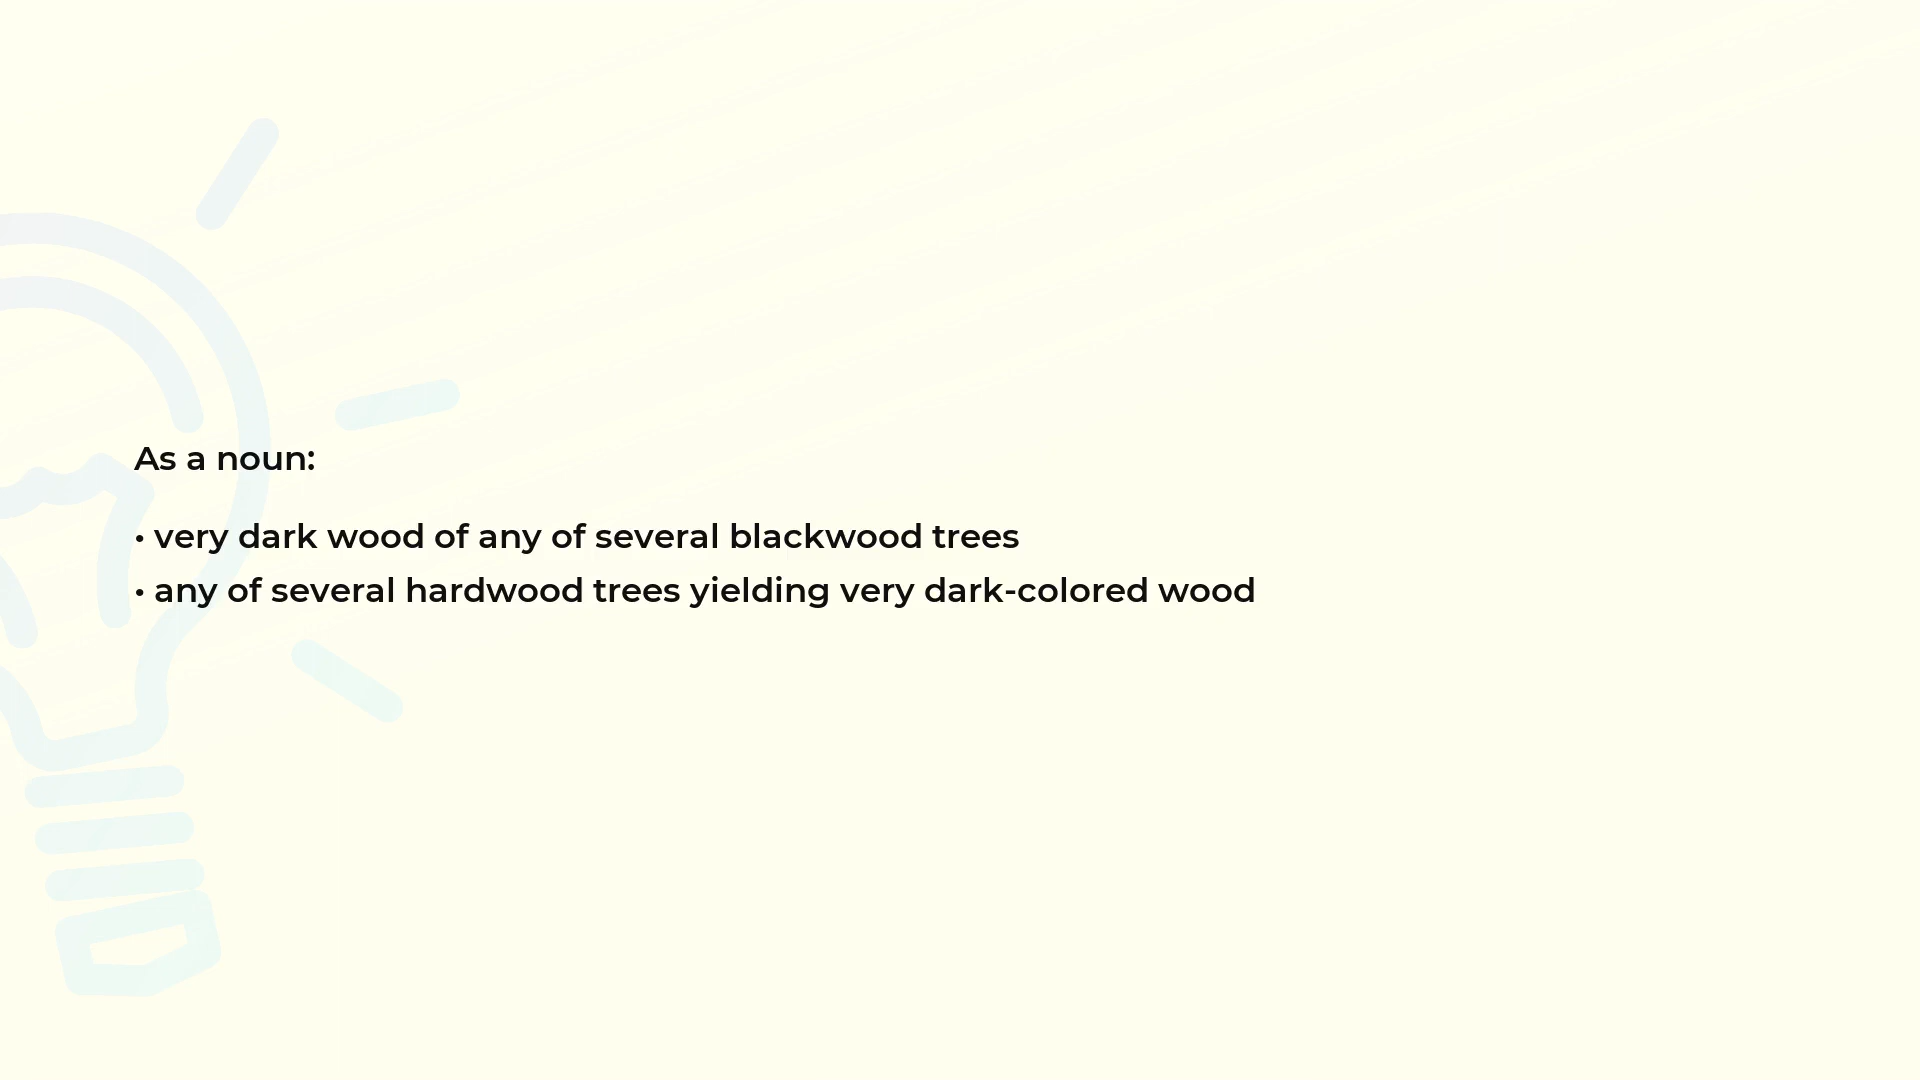 As a noun:
• very dark wood of any of several blackwood trees
• any of several hardwood trees yielding very dark-colored wood